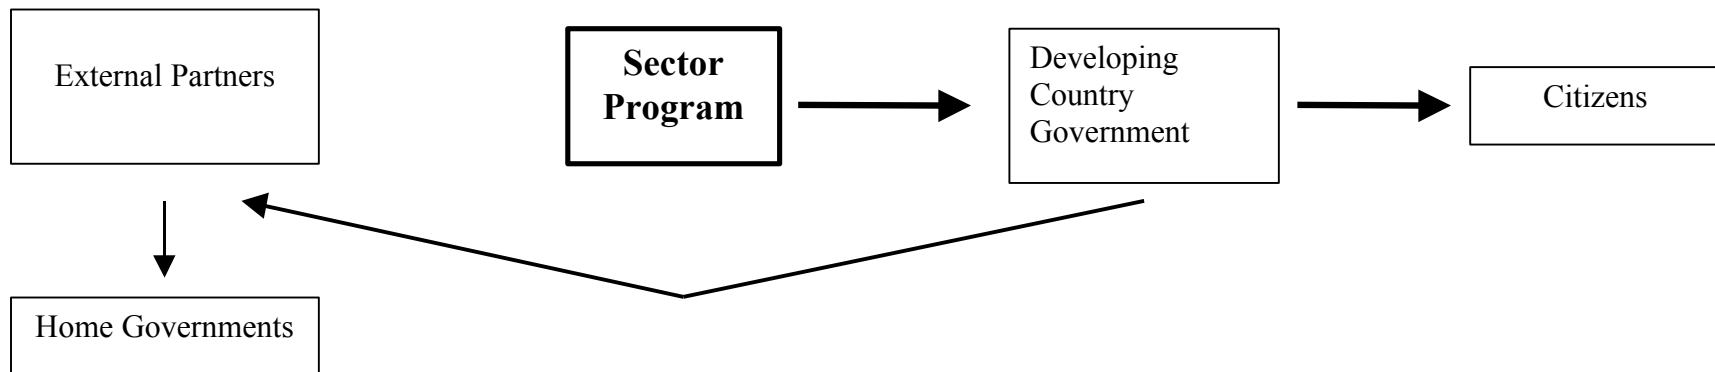 External Partners
Sector
Program
Developing
Country
Government
Citizens
Home Governments